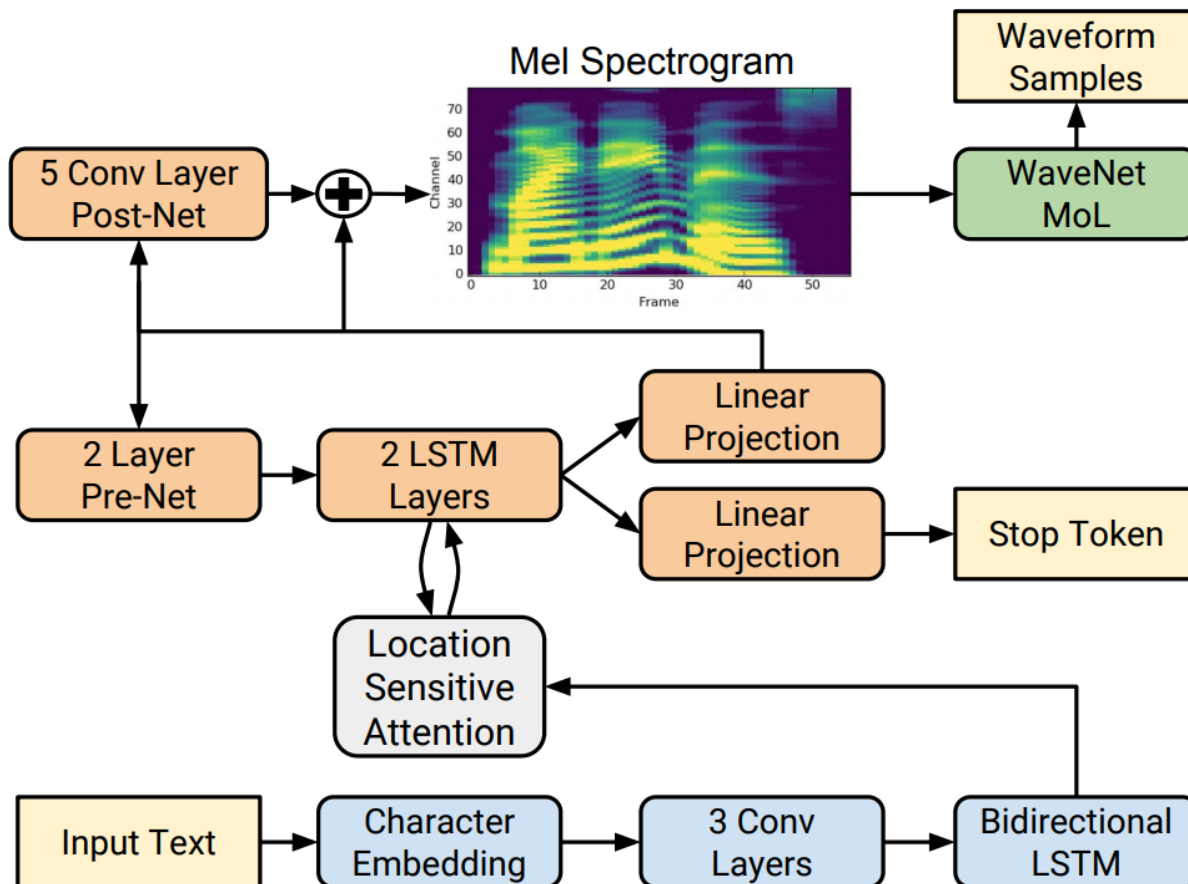 Waveform
Samples
Mel Spectrogram
70
60
50
40
30
20
10
0
Channel
0 10 20 30 40 50
Frame
5 Conv Layer
Post-Net
WaveNet
MoL
Linear
Projection
2 Layer
Pre-Net
2 LSTM
Layers
Linear
Projection
Stop Token
Location
Sensitive
Attention
Input Text
Character
Embedding
3 Conv
Layers
Bidirectional
LSTM